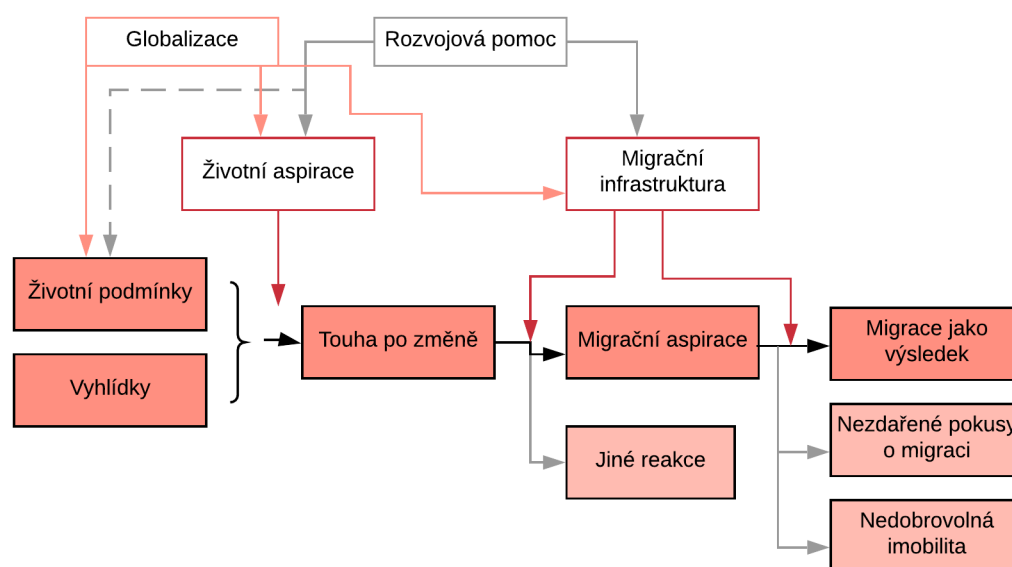 Globalizace
Rozvojová pomoc
Životní aspirace
Migrační
infrastruktura
Životní podmínky
Vyhlídky
Touha po změně
Migrační aspirace
Migrace jako
výsledek
Jiné reakce
Nezdařené pokusy
o migraci
Nedobrovolná
imobilita